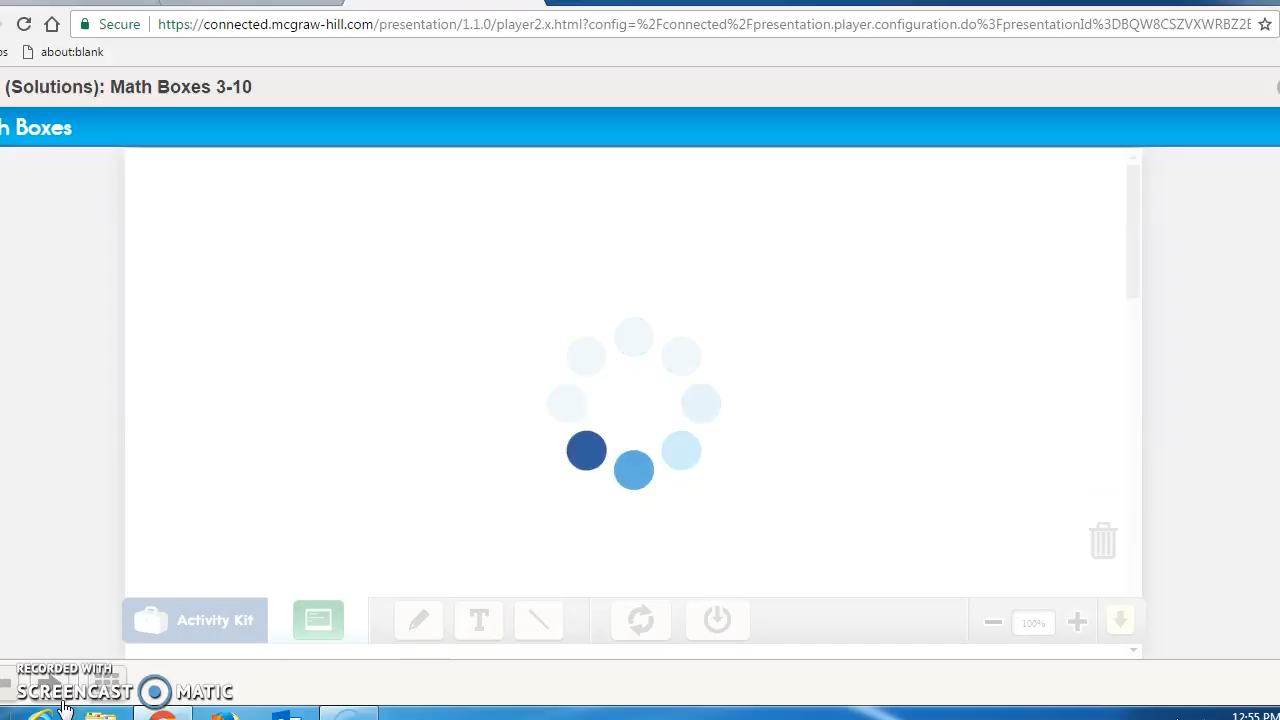 Secure https://connected.mcgraw-hill.com/presentation/1.1.0/player2.x.html?config=%2Fconnected%2Fpresentation.player.configuration.do%3FpresentationId%3DBQW8CSZVXWRBZ2E
ps about:blank
(Solutions): Math Boxes 3-10
h Boxes
Activity Kit T 100%
RECORDED WITH
SCREENCAST MATIC
12:55 PM